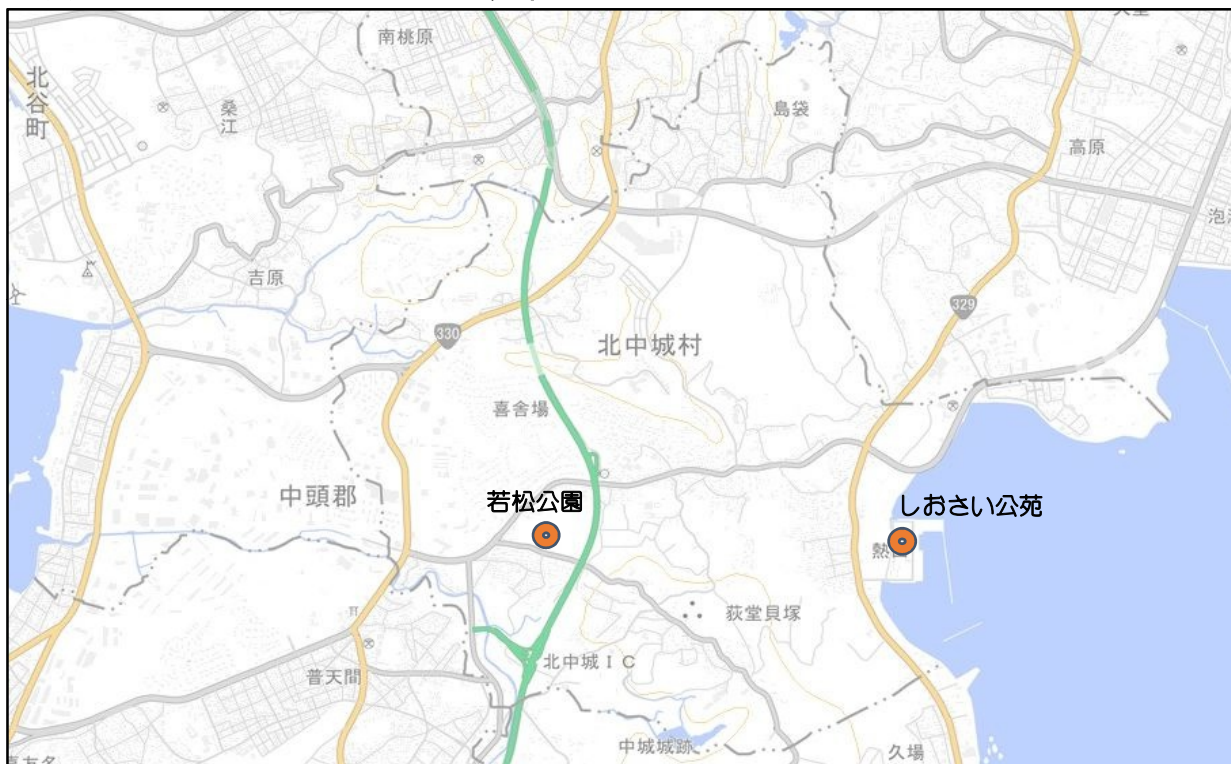 南桃原
北谷町
桑江
島袋
高原
吉原
329
330
北中城村
喜舎場
中頭郡
若松公園
しおさい公苑
荻堂貝塚
北中城IC
普天間
中城城跡
久場